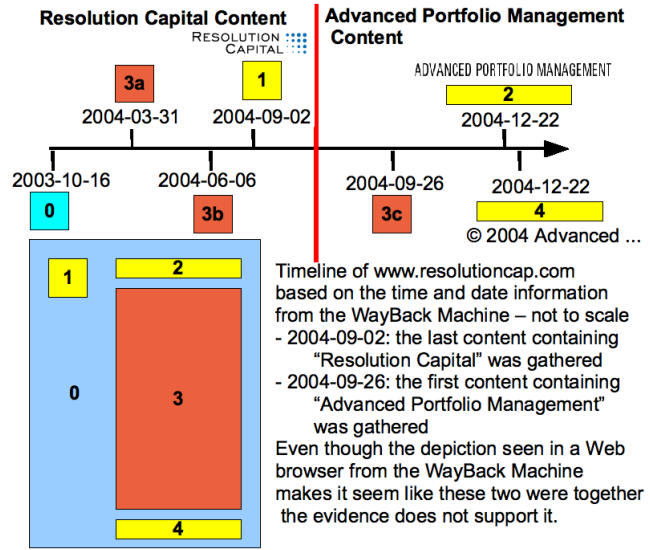 Resolution Capital Content
Advanced Portfolio Management
Content
RESOLUTION
CAPITAL
ADVANCED PORTFOLIO MANAGEMENT
3a
1
2
2004-03-31
2004-09-02
2004-12-22
2003-10-16
2004-06-06
2004-09-26
2004-12-22
0
3b
3c
4
© 2004 Advanced ...
1
2
0
3
4
Timeline of www.resolutioncap.com
based on the time and date information
from the WayBack Machine – not to scale
- 2004-09-02: the last content containing
“Resolution Capital” was gathered
- 2004-09-26: the first content containing
“Advanced Portfolio Management”
was gathered
Even though the depiction seen in a Web
browser from the WayBack Machine
makes it seem like these two were together
the evidence does not support it.